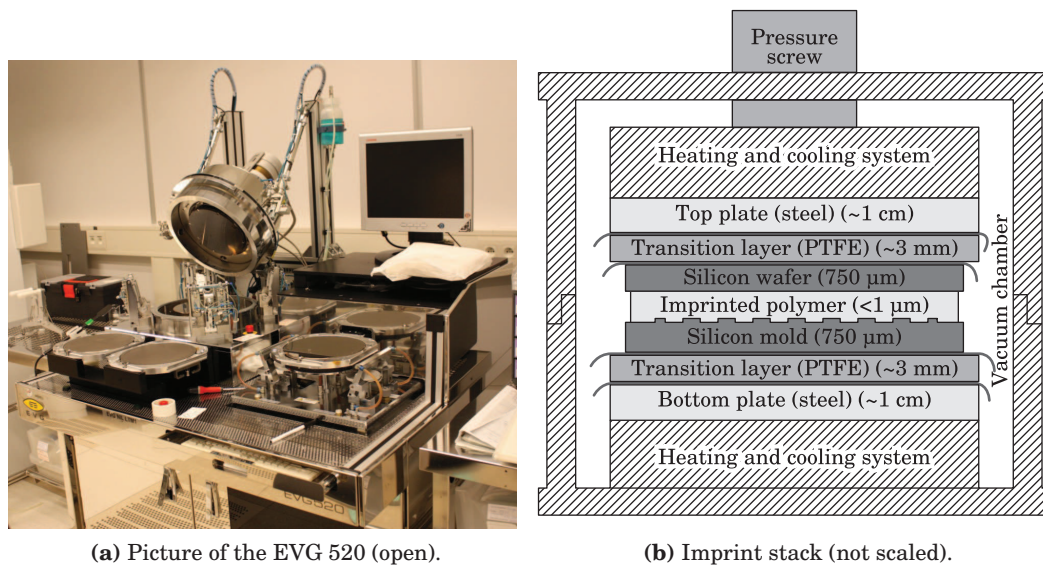 EVG520
(a) Picture of the EVG 520 (open).
Pressure
screw
Heating and cooling system
Top plate (steel) (~1 cm)
Transition layer (PTFE) (~3 mm)
Silicon wafer (750 µm)
Imprinted polymer (<1 µm)
Silicon mold (750 µm)
Transition layer (PTFE) (~3 mm)
Bottom plate (steel) (~1 cm)
Heating and cooling system
Vacuum chamber
(b) Imprint stack (not scaled).